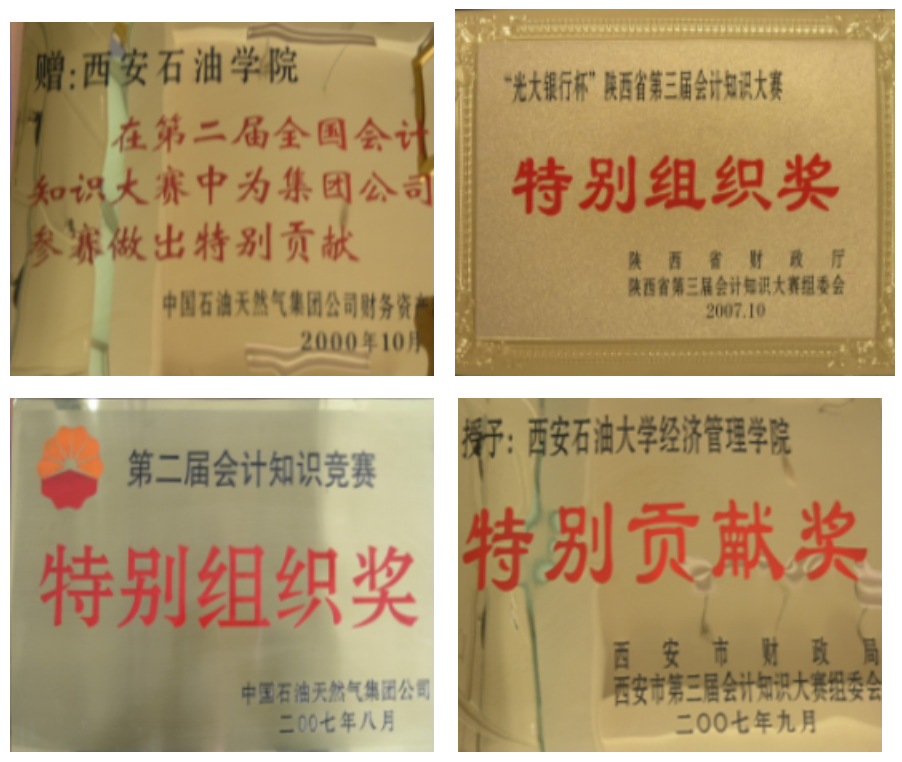 赠:西安石油学院
在第二届全国会计
知识大赛中为集团公司
参赛做出特别贡献
中国石油天然气集团公司财务资产
2000年10月
“光大银行杯”陕西省第三届会计知识大赛
特别组织奖
陕西省财政厅
陕西省第三届会计知识大赛组委会
2007.10
第二届会计知识竞赛
特别组织奖
中国石油天然气集团公司
二〇〇七年八月
授予：西安石油大学经济管理学院
特别贡献奖
西安市财政局
西安市第三届会计知识大赛组委会
二〇〇七年九月